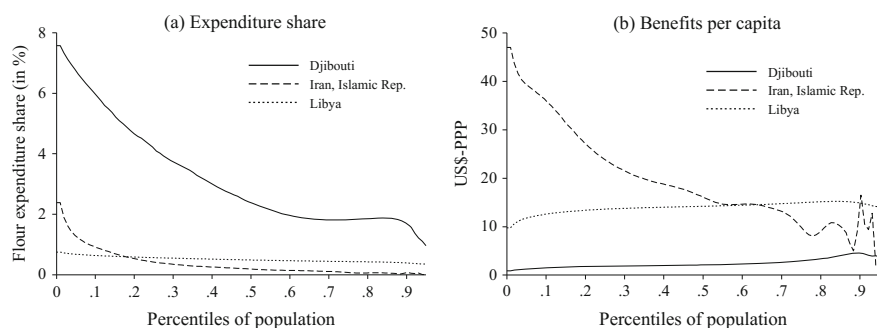 (a) Expenditure share
Flour expenditure share (in %)
8
6
4
2
0
Djibouti
Iran, Islamic Rep.
Libya
0 .1 .2 .3 .4 .5 .6 .7 .8 .9
Percentiles of population
(b) Benefits per capita
US$-PPP
50
40
30
20
10
0
Djibouti
Iran, Islamic Rep.
Libya
0 .1 .2 .3 .4 .5 .6 .7 .8 .9
Percentiles of population